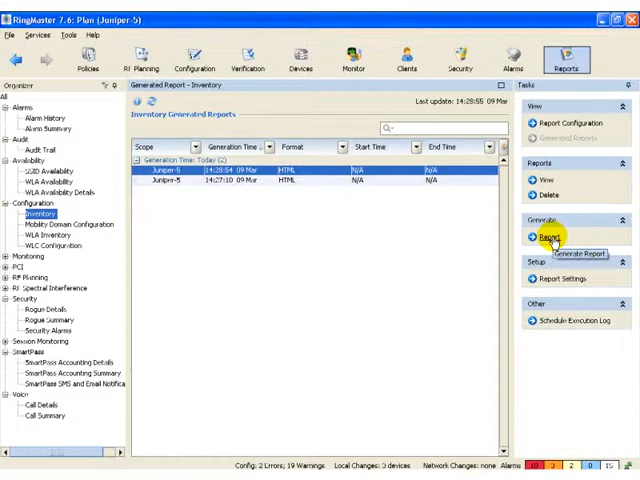 RingMaster 7.6: Plan (Juniper-5)
File Services Tools Help
Policies RF Planning Configuration Verification Devices Monitor Clients Security Alarms Reports
Organizer
Generated Report - Inventory
Tasks
All
Alarms
Alarm History
Alarm Summary
Audit
Audit Trail
Availability
SSID Availability
WLA Availability
WLA Availability Details
Configuration
Inventory
Mobility Domain Configuration
WLA Inventory
WLC Configuration
Monitoring
PCI
RF Planning
RF Spectral Interference
Security
Rogue Details
Rogue Summary
Security Alarms
Session Monitoring
SmartPass
SmartPass Accounting Details
SmartPass Accounting Summary
SmartPass SMS and Email Notifica
Voice
Call Details
Call Summary
Last update: 14:28:55 09 Mar
Inventory Generated Reports
Scope Generation Time Format Start Time End Time
Generation Time: Today (2)
Juniper-5 14:28:54 09 Mar HTML N/A N/A
Juniper-5 14:27:10 09 Mar HTML N/A N/A
View
Report Configuration
Generated Reports
Reports
View
Delete
Generate
Report
Generate Report
Setup
Report Settings
Other
Schedule Execution Log
Config: 2 Errors; 19 Warnings Local Changes: 3 devices Network Changes: none Alarms 3 2 0 15